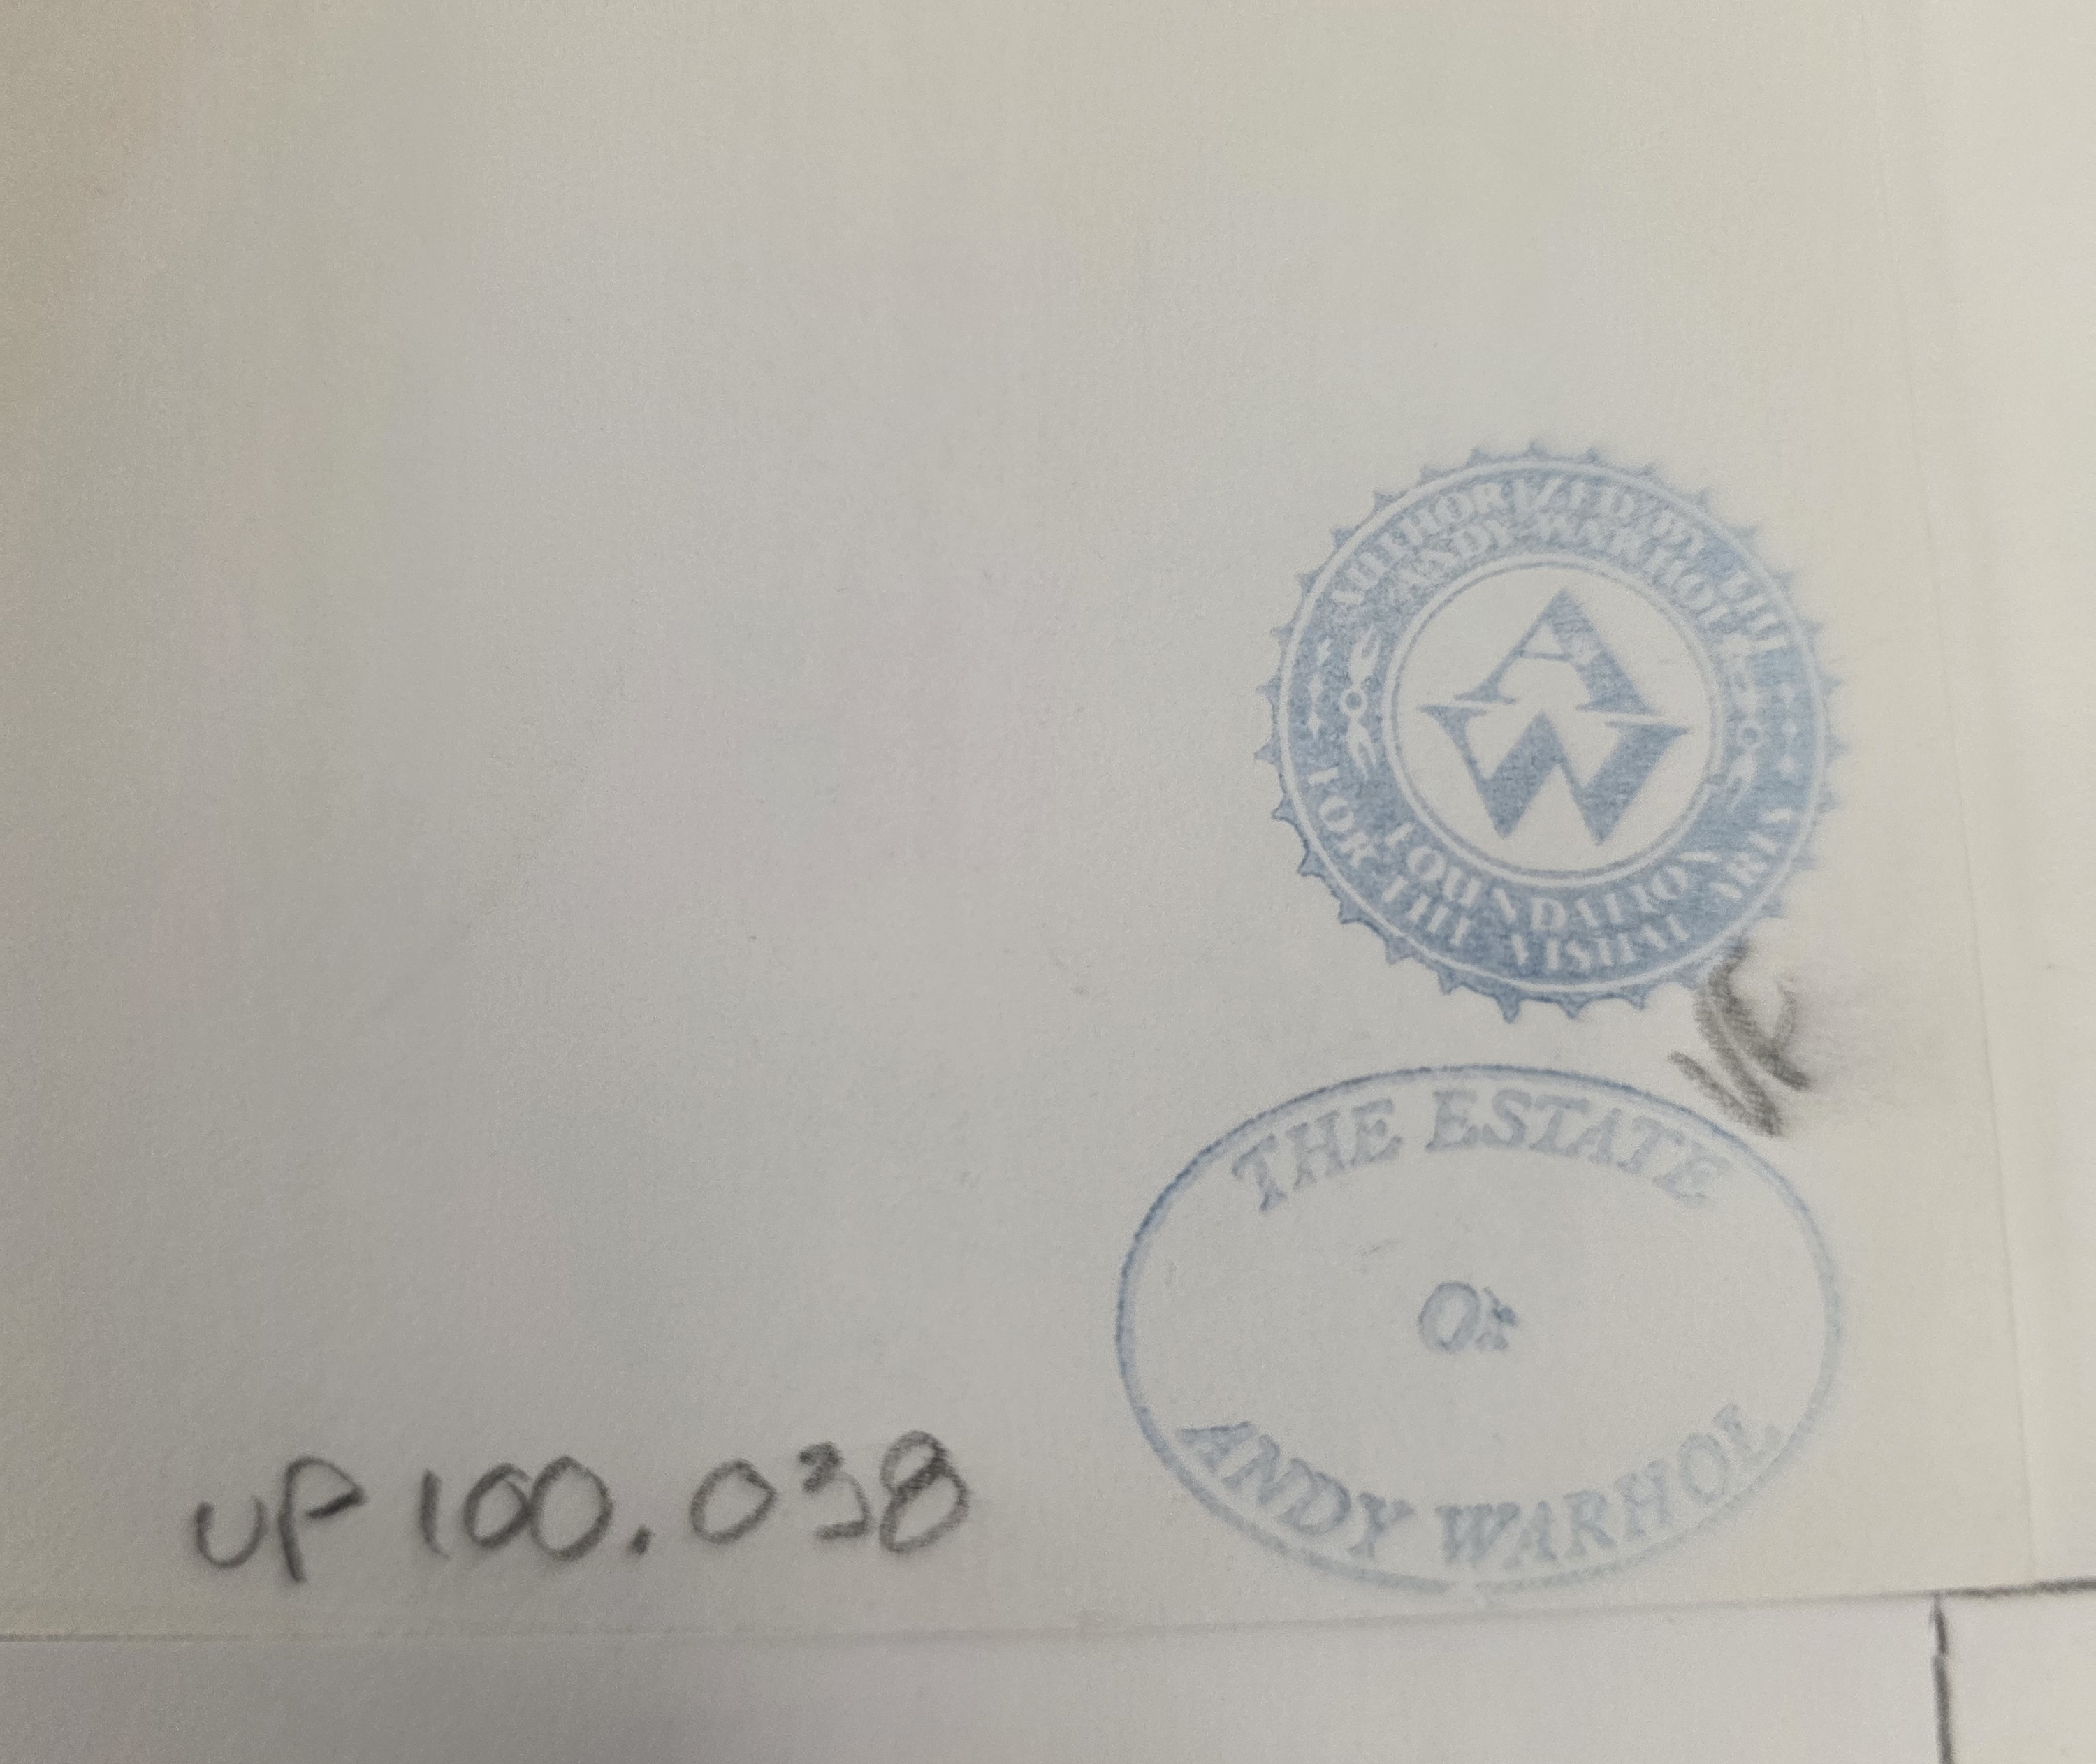 AUTHORIZED BY THE
ANDY WARHOL
AW
FOUNDATION
FOR THE VISUAL ARTS
VF
THE ESTATE
OF
ANDY WARHOL
UP 100.038